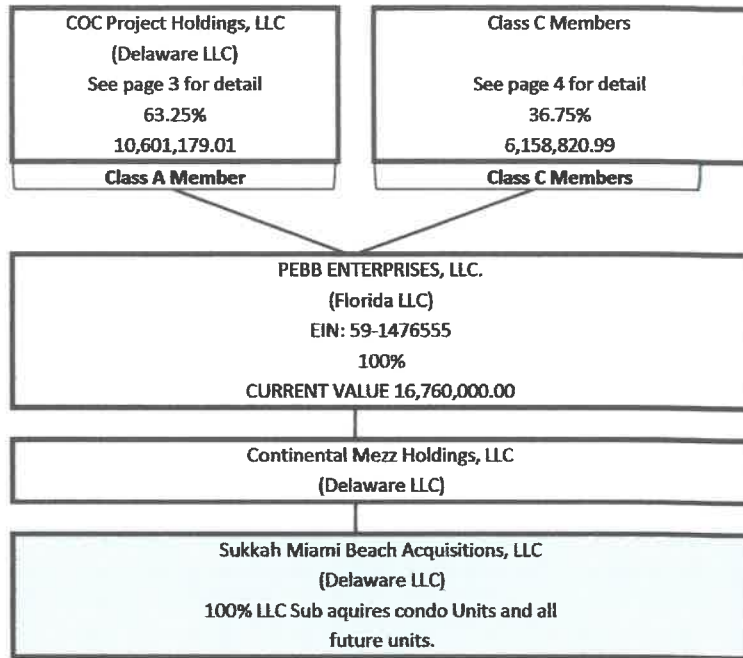 COC Project Holdings, LLC
(Delaware LLC)
See page 3 for detail
63.25%
10,601,179.01
Class A Member
Class C Members
See page 4 for detail
36.75%
6,158,820.99
Class C Members
PEBB ENTERPRISES, LLC.
(Florida LLC)
EIN: 59-1476555
100%
CURRENT VALUE 16,760,000.00
Continental Mezz Holdings, LLC
(Delaware LLC)
Sukkah Miami Beach Acquisitions, LLC
(Delaware LLC)
100% LLC Sub aquires condo Units and all
future units.